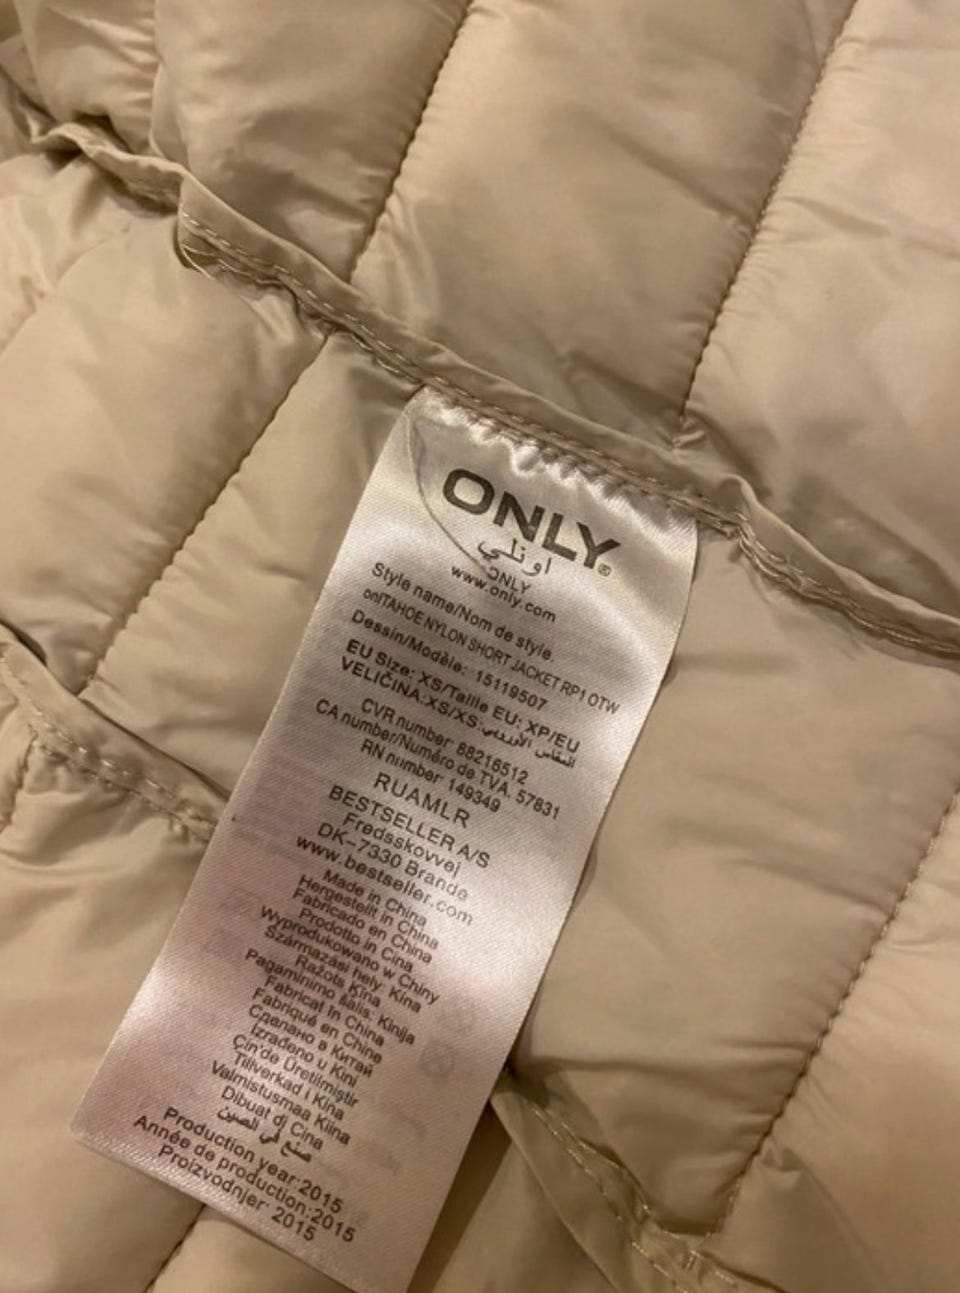 ONLY®
اونلي
ONLY
www.only.com
Style name/Nom de style.
onlTAHOE NYLON SHORT JACKET RP1 OTW
Dessin/Modèle: 15119507
EU Size: XS/Taille EU: XP/EU
VELIČINA:XS/XS:المقاس الأوروبي
CVR number 88216512
CA number/Numéro de TVA. 57831
RN number 149349
RUAMLR
BESTSELLER A/S
Fredsskovvej
DK-7330 Brande
www.bestseller.com
Made in China
Hergestellt in China
Fabricado en China
Prodotto in Cina
Wyprodukowano w Chiny
Származási hely: Kína
Ražots Ķīna
Pagaminimo šalis: Kinija
Fabricat în China
Fabriqué en Chine
Сделано в Китай
Izrađeno u Kini
Çin'de Üretilmiştir
Tillverkad i Kina
Valmistusmaa Kiina
Dibuat dj Cina
صنع في الصين
Production year:2015
Année de production:2015
Proizvodnjer: 2015